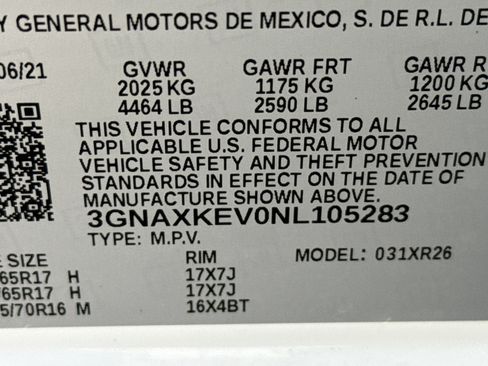 Y GENERAL MOTORS DE MEXICO, S. DE R.L. DE
06/21 GVWR GAWR FRT GAWR R
2025 KG 1175 KG 1200 KG
4464 LB 2590 LB 2645 LB
THIS VEHICLE CONFORMS TO ALL
APPLICABLE U.S. FEDERAL MOTOR
VEHICLE SAFETY AND THEFT PREVENTION
STANDARDS IN EFFECT ON THE DATE OF
MANUFACTURE SHOWN ABOVE.
3GNAXKEV0NL105283
TYPE: M.P.V. MODEL: 031XR26
E SIZE RIM
65R17 H 17X7J
/65R17 H 17X7J
5/70R16 M 16X4BT